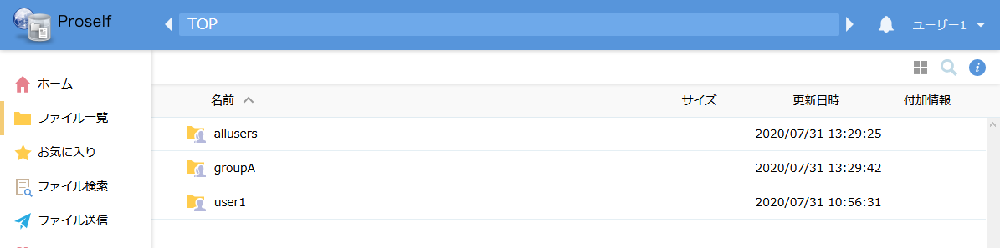 Proself
TOP
ユーザー1
ホーム
ファイル一覧
お気に入り
ファイル検索
ファイル送信
名前 サイズ 更新日時 付加情報
allusers 2020/07/31 13:29:25
groupA 2020/07/31 13:29:42
user1 2020/07/31 10:56:31